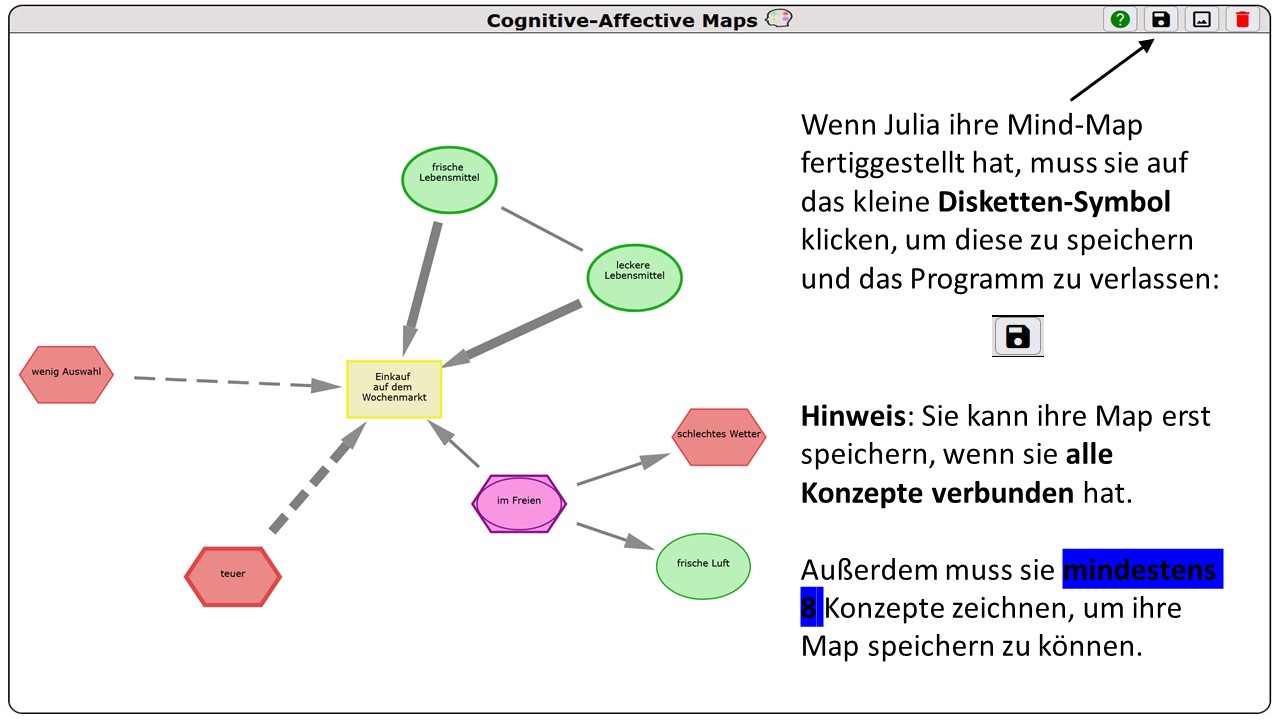 Cognitive-Affective Maps
Wenn Julia ihre Mind-Map
fertiggestellt hat, muss sie auf
das kleine Disketten-Symbol
klicken, um diese zu speichern
und das Programm zu verlassen:
Hinweis: Sie kann ihre Map erst
speichern, wenn sie alle
Konzepte verbunden hat.
Außerdem muss sie mindestens
8 Konzepte zeichnen, um ihre
Map speichern zu können.
frische
Lebensmittel
leckere
Lebensmittel
wenig Auswahl
Einkauf
auf dem
Wochenmarkt
schlechtes Wetter
im Freien
frische Luft
teuer